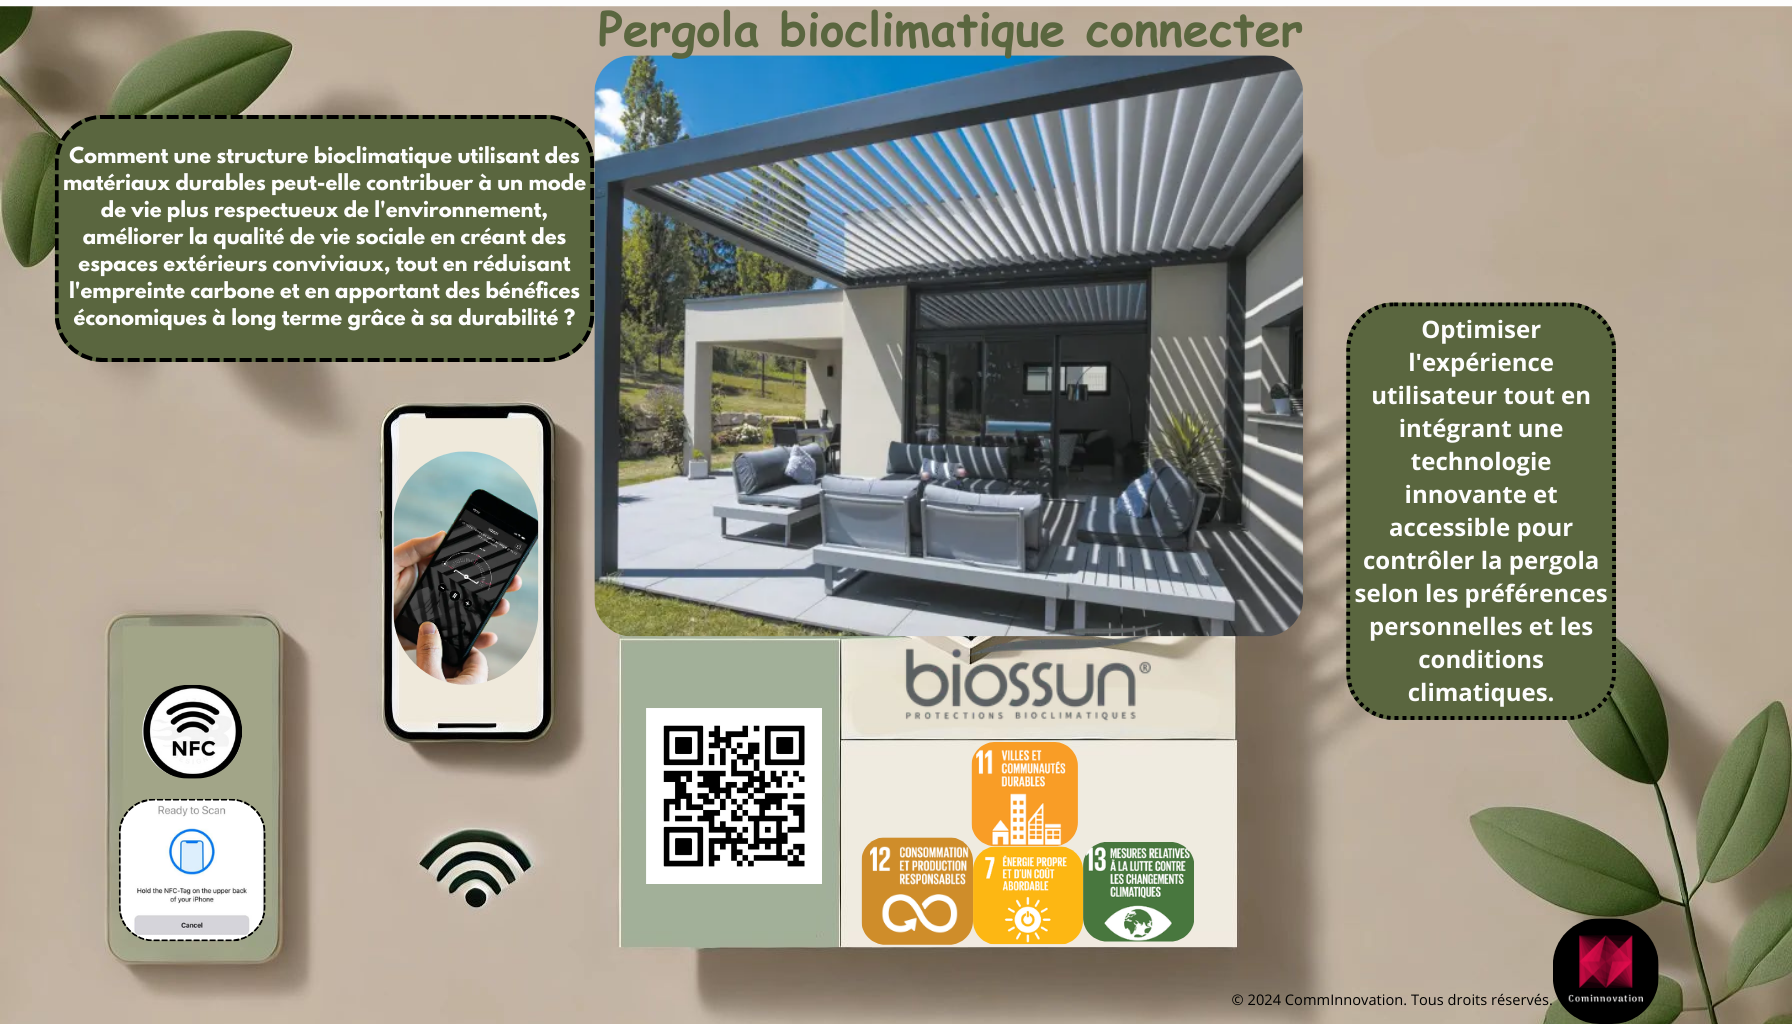 Pergola bioclimatique connecter
Comment une structure bioclimatique utilisant des
matériaux durables peut-elle contribuer à un mode
de vie plus respectueux de l'environnement,
améliorer la qualité de vie sociale en créant des
espaces extérieurs conviviaux, tout en réduisant
l'empreinte carbone et en apportant des bénéfices
économiques à long terme grâce à sa durabilité ?
Optimiser
l'expérience
utilisateur tout en
intégrant une
technologie
innovante et
accessible pour
contrôler la pergola
selon les préférences
personnelles et les
conditions
climatiques.
NFC
Ready to Scan
Hold the NFC-Tag on the upper back
of your iPhone
Cancel
biossun®
PROTECTIONS BIOCLIMATIQUES
11 VILLES ET
COMMUNAUTÉS
DURABLES
12 CONSOMMATION
ET PRODUCTION
RESPONSABLES
7 ÉNERGIE PROPRE
ET D'UN COÛT
ABORDABLE
13 MESURES RELATIVES
À LA LUTTE CONTRE
LES CHANGEMENTS
CLIMATIQUES
© 2024 CommInnovation. Tous droits réservés.
Cominnovation